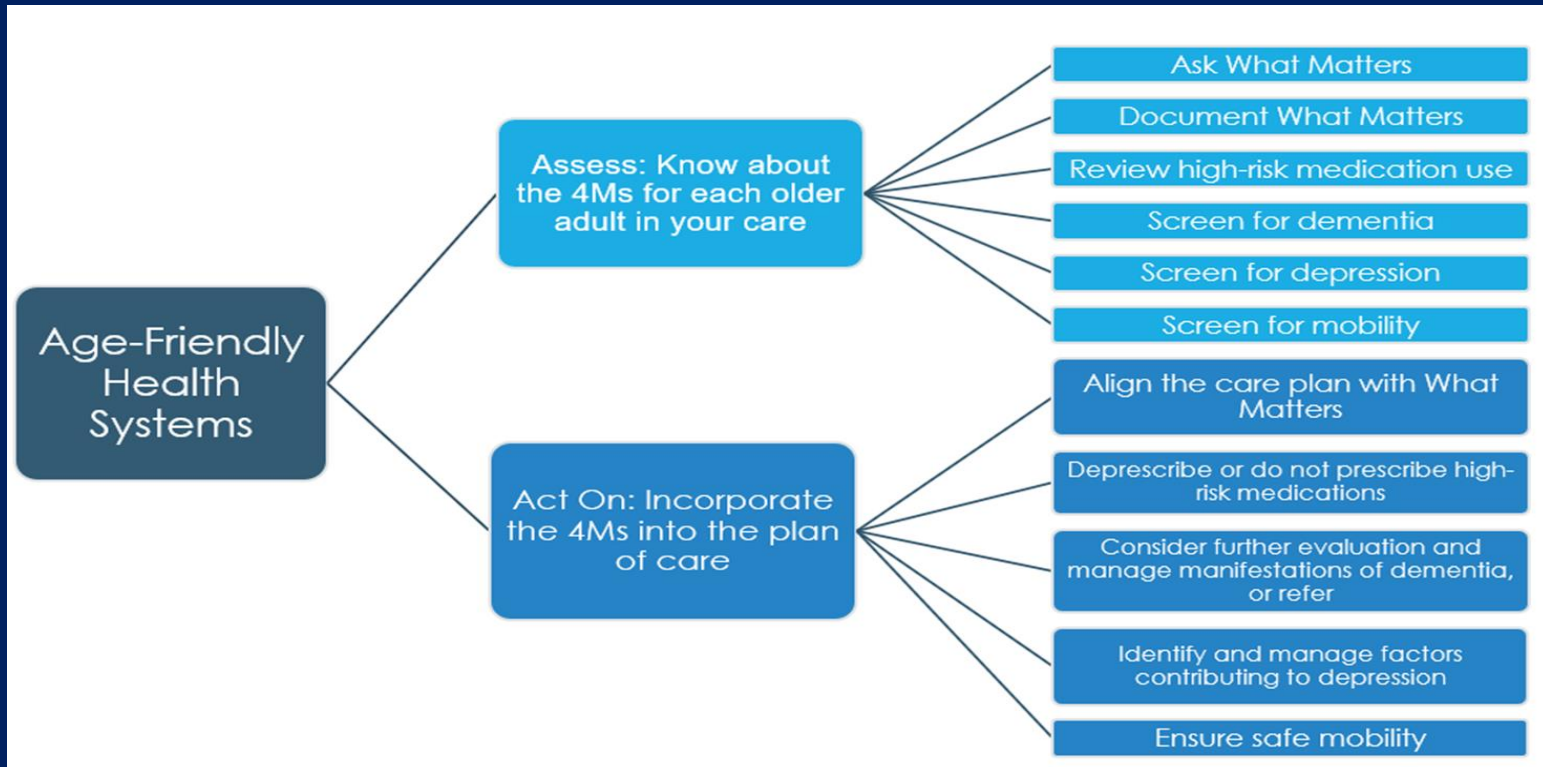 Age-Friendly
Health
Systems
Assess: Know about
the 4Ms for each older
adult in your care
Ask What Matters
Document What Matters
Review high-risk medication use
Screen for dementia
Screen for depression
Screen for mobility
Act On: Incorporate
the 4Ms into the plan
of care
Align the care plan with What
Matters
Deprescribe or do not prescribe high-
risk medications
Consider further evaluation and
manage manifestations of dementia,
or refer
Identify and manage factors
contributing to depression
Ensure safe mobility